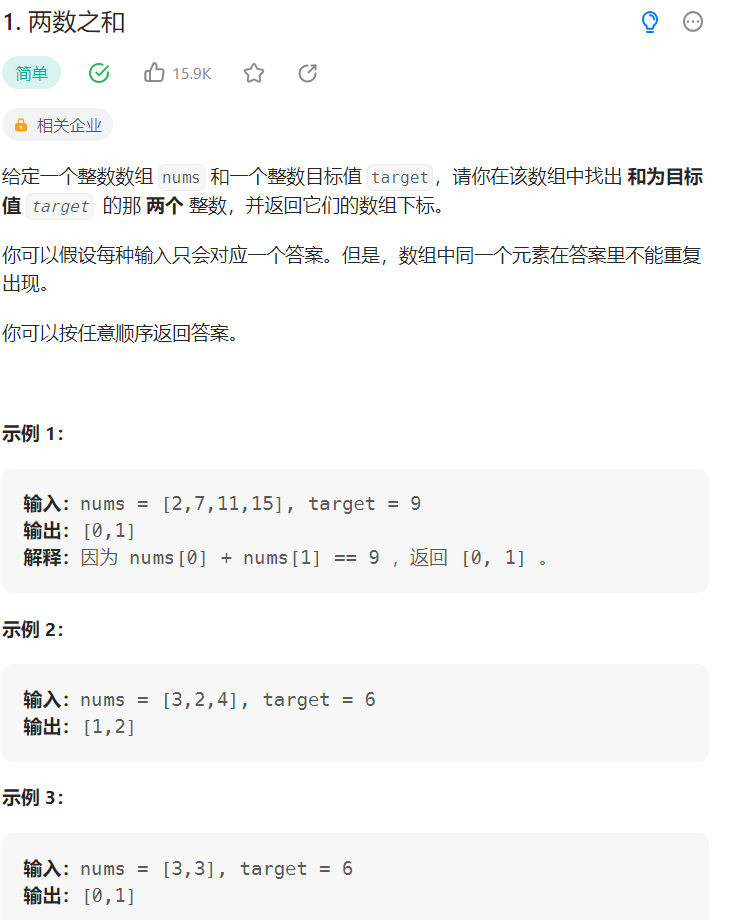 1. 两数之和
简单
15.9K
相关企业
给定一个整数数组 nums 和一个整数目标值 target，请你在该数组中找出 和为目标
值 target 的那 两个 整数，并返回它们的数组下标。
你可以假设每种输入只会对应一个答案。但是，数组中同一个元素在答案里不能重复
出现。
你可以按任意顺序返回答案。
示例 1：
输入：nums = [2,7,11,15], target = 9
输出：[0,1]
解释：因为 nums[0] + nums[1] == 9 ，返回 [0, 1] 。
示例 2：
输入：nums = [3,2,4], target = 6
输出：[1,2]
示例 3：
输入：nums = [3,3], target = 6
输出：[0,1]